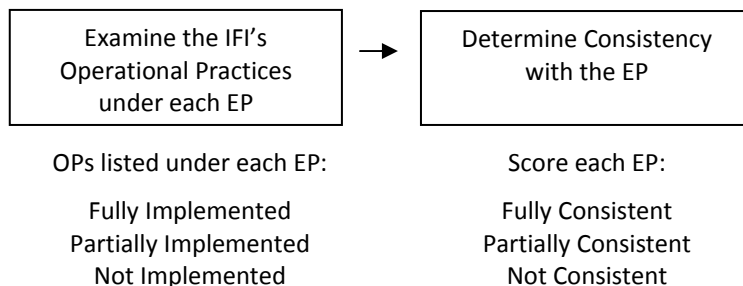 Examine the IFI’s
Operational Practices
under each EP
Determine Consistency
with the EP
OPs listed under each EP:
Fully Implemented
Partially Implemented
Not Implemented
Score each EP:
Fully Consistent
Partially Consistent
Not Consistent